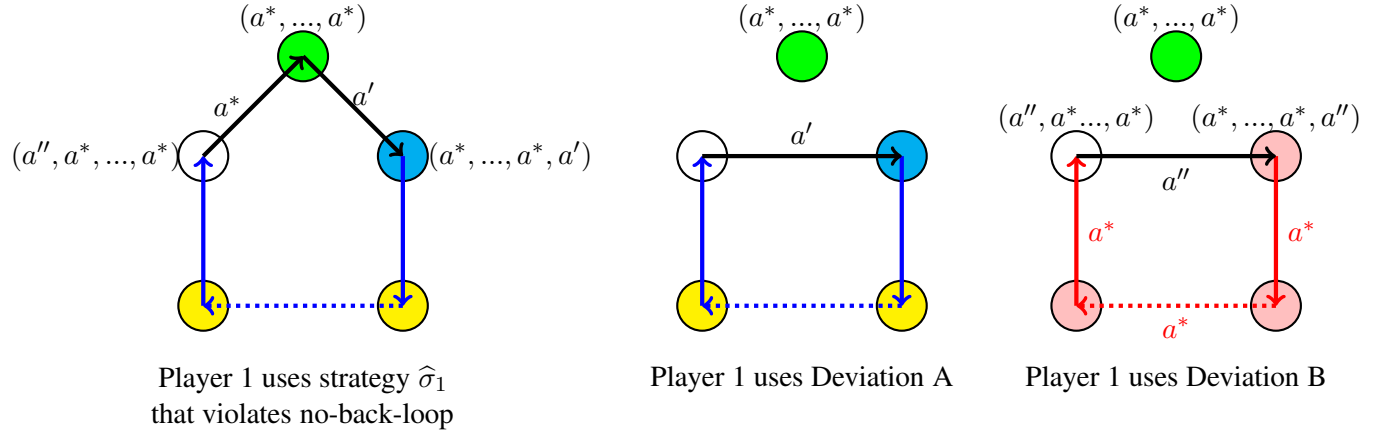 (a*, ..., a*)
a*
a′
(a″, a*, ..., a*)
(a*, ..., a*, a′)
Player 1 uses strategy σ̂₁
that violates no-back-loop
(a*, ..., a*)
a′
Player 1 uses Deviation A
(a*, ..., a*)
(a″, a*..., a*)
(a*, ..., a*, a″)
a″
a*
a*
a*
Player 1 uses Deviation B